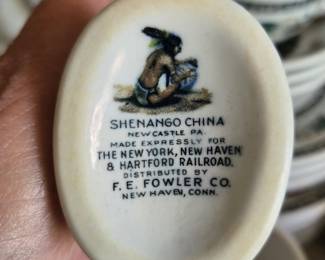 SHENANGO CHINA
NEW CASTLE PA.
MADE EXPRESSLY FOR
THE NEW YORK, NEW HAVEN
& HARTFORD RAILROAD.
DISTRIBUTED BY
F. E. FOWLER CO.
NEW HAVEN, CONN.